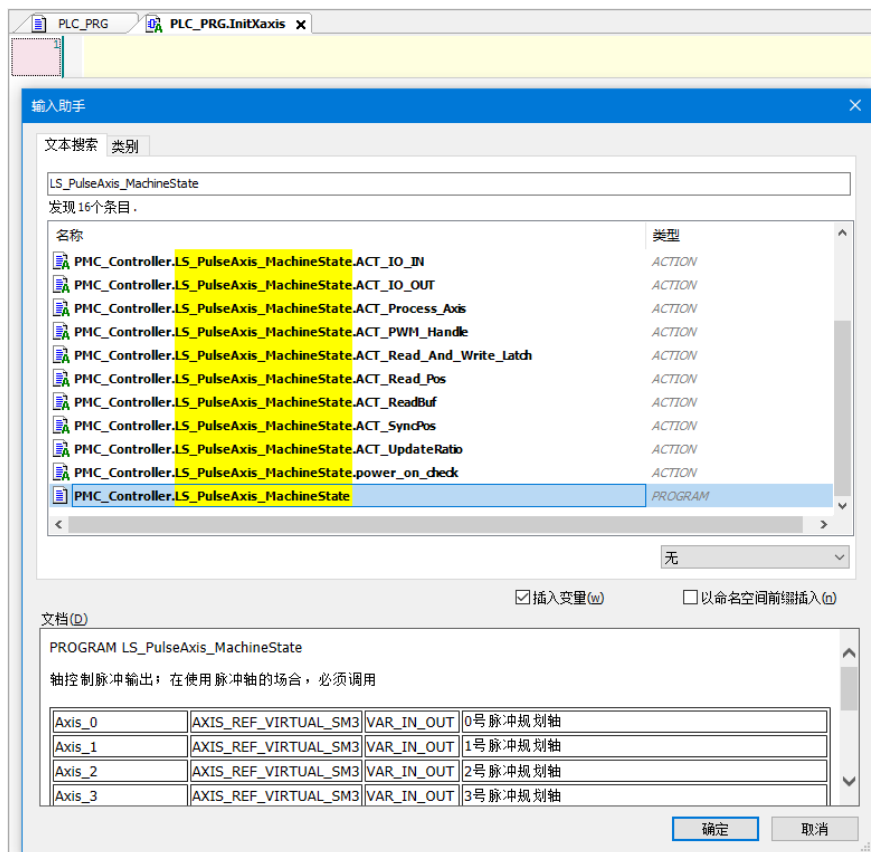 PLC_PRG PLC_PRG.InitXaxis
1
输入助手
文本搜索 类别
LS_PulseAxis_MachineState
发现16个条目.
名称 类型
PMC_Controller.LS_PulseAxis_MachineState.ACT_IO_IN ACTION
PMC_Controller.LS_PulseAxis_MachineState.ACT_IO_OUT ACTION
PMC_Controller.LS_PulseAxis_MachineState.ACT_Process_Axis ACTION
PMC_Controller.LS_PulseAxis_MachineState.ACT_PWM_Handle ACTION
PMC_Controller.LS_PulseAxis_MachineState.ACT_Read_And_Write_Latch ACTION
PMC_Controller.LS_PulseAxis_MachineState.ACT_Read_Pos ACTION
PMC_Controller.LS_PulseAxis_MachineState.ACT_ReadBuf ACTION
PMC_Controller.LS_PulseAxis_MachineState.ACT_SyncPos ACTION
PMC_Controller.LS_PulseAxis_MachineState.ACT_UpdateRatio ACTION
PMC_Controller.LS_PulseAxis_MachineState.power_on_check ACTION
PMC_Controller.LS_PulseAxis_MachineState PROGRAM
无
插入变量(w) 以命名空间前缀插入(n)
文档(D)
PROGRAM LS_PulseAxis_MachineState
轴控制脉冲输出；在使用脉冲轴的场合，必须调用
Axis_0 AXIS_REF_VIRTUAL_SM3 VAR_IN_OUT 0号脉冲规划轴
Axis_1 AXIS_REF_VIRTUAL_SM3 VAR_IN_OUT 1号脉冲规划轴
Axis_2 AXIS_REF_VIRTUAL_SM3 VAR_IN_OUT 2号脉冲规划轴
Axis_3 AXIS_REF_VIRTUAL_SM3 VAR_IN_OUT 3号脉冲规划轴
确定 取消